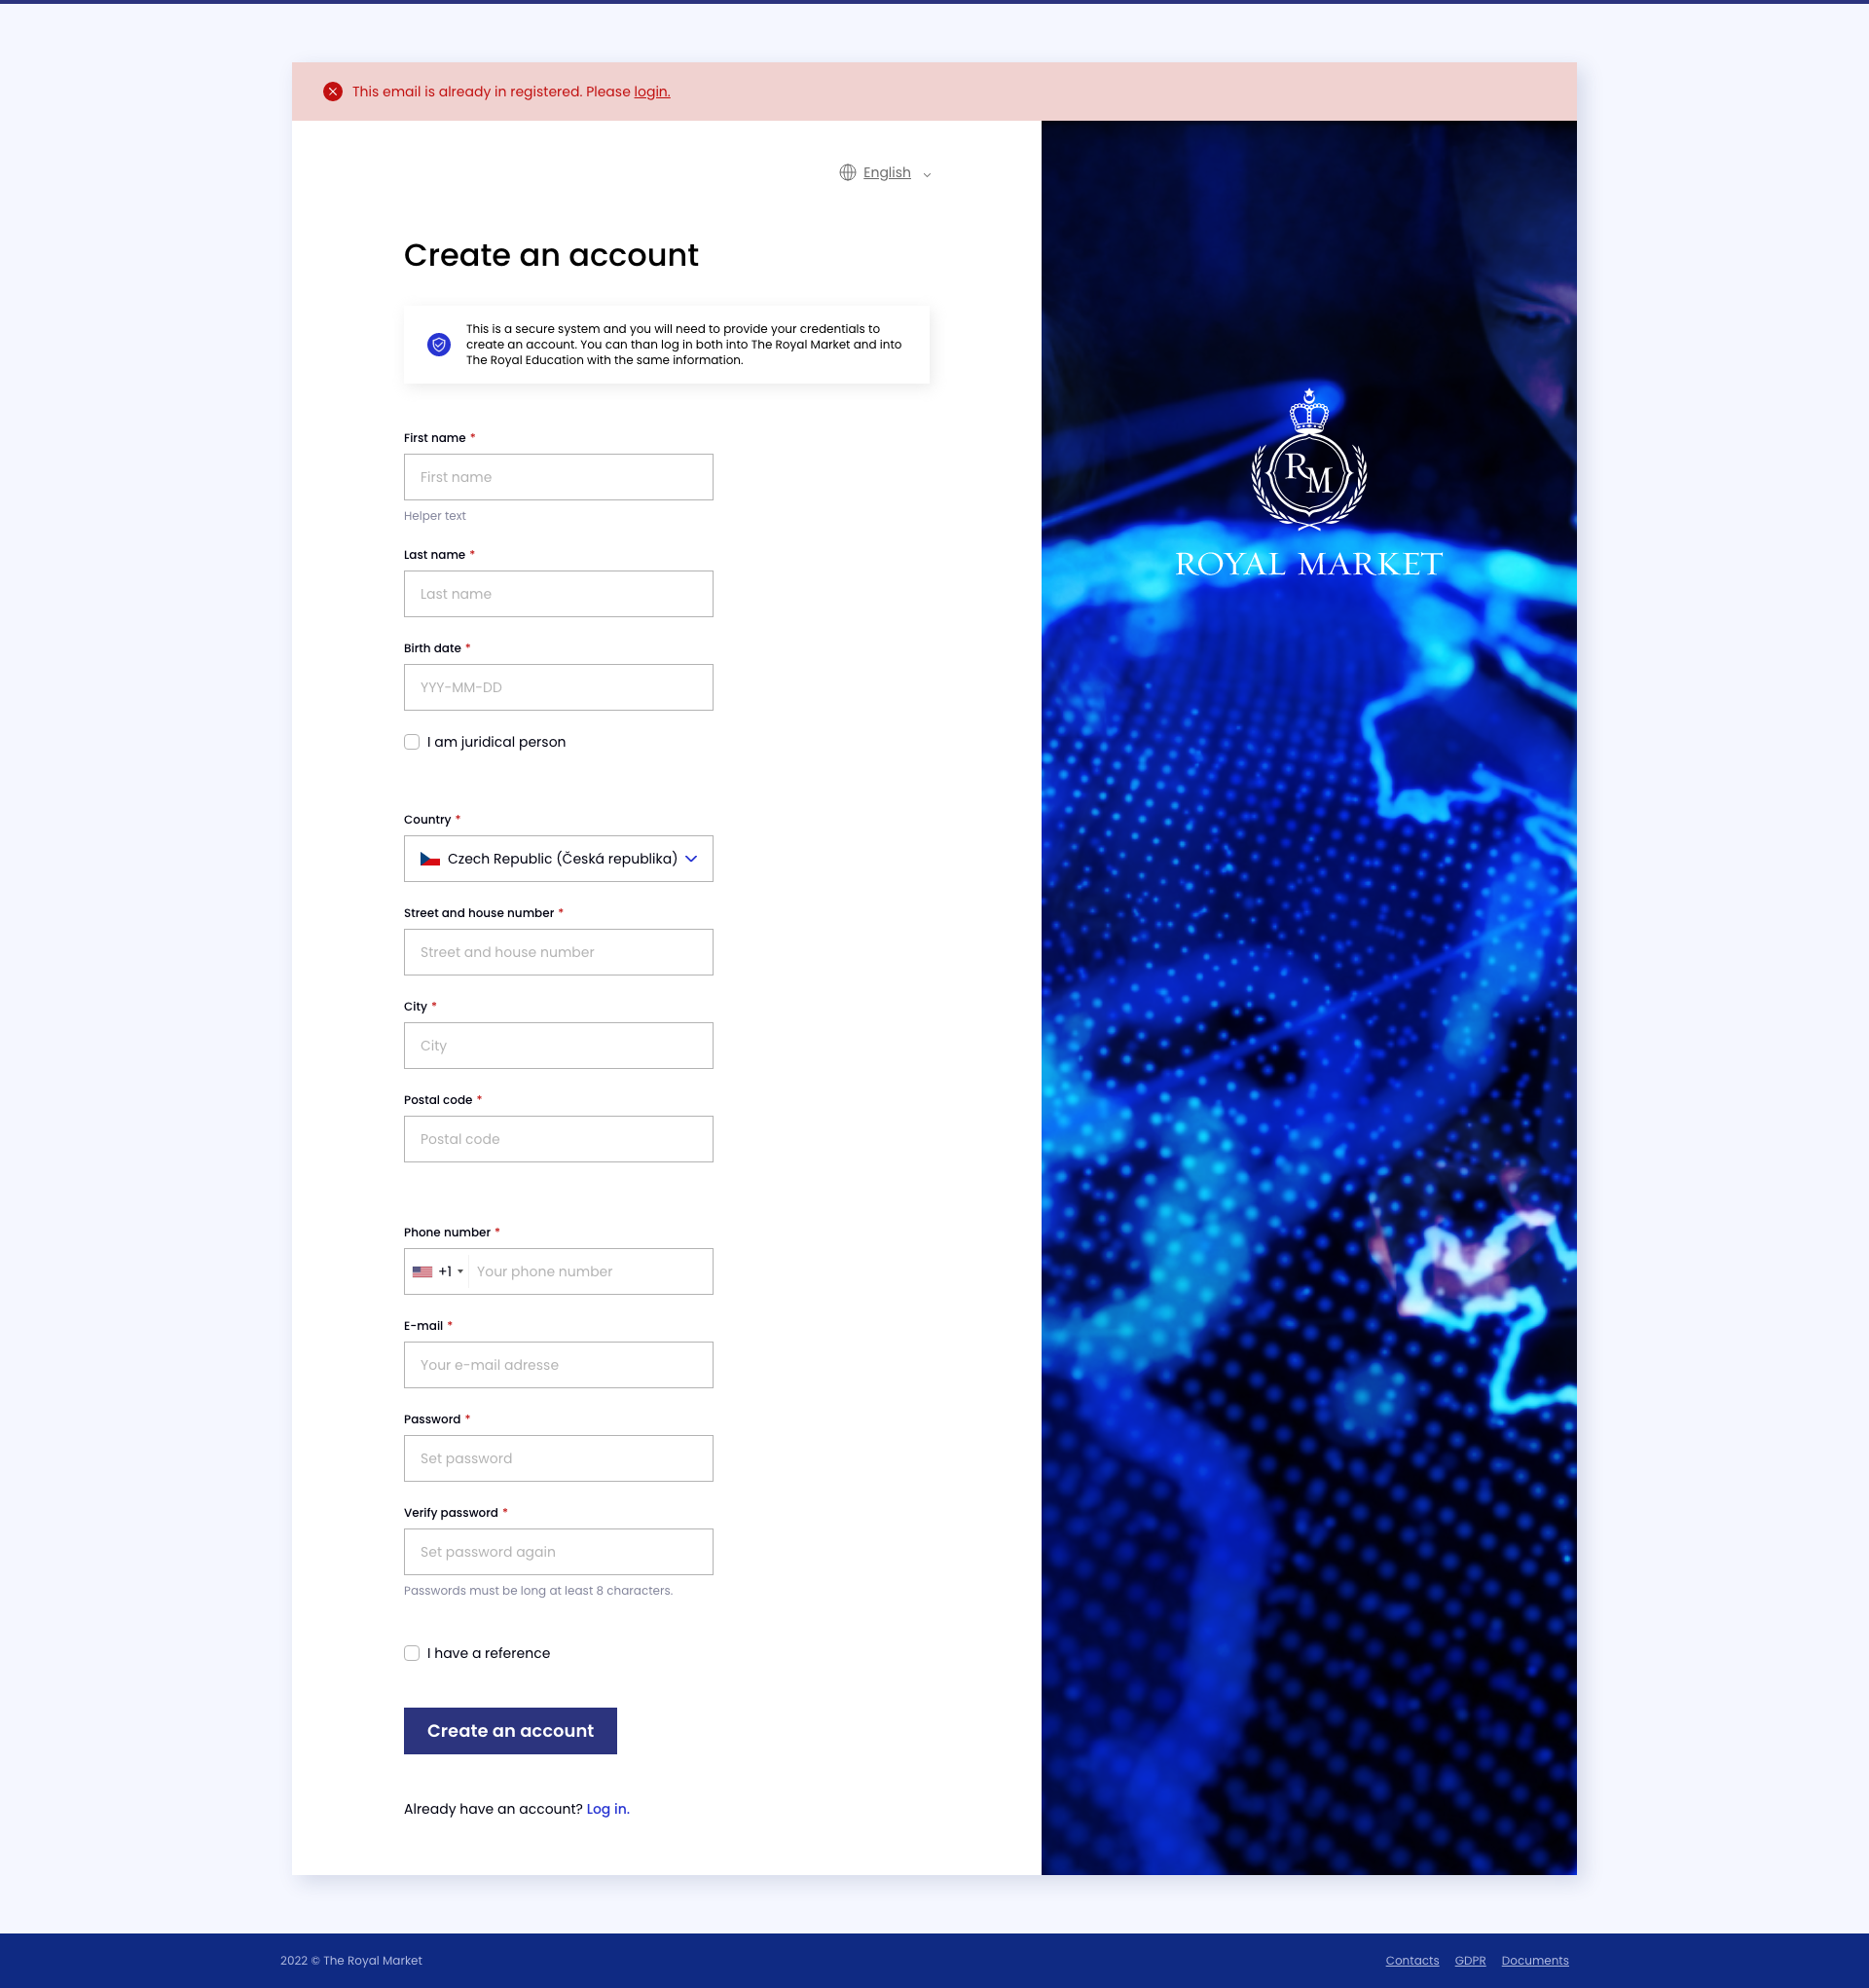 This email is already in registered. Please login.
English
Create an account
This is a secure system and you will need to provide your credentials to
create an account. You can than log in both into The Royal Market and into
The Royal Education with the same information.
First name *
First name
Helper text
Last name *
Last name
Birth date *
YYY-MM-DD
I am juridical person
Country *
Czech Republic (Česká republika)
Street and house number *
Street and house number
City *
City
Postal code *
Postal code
Phone number *
+1 Your phone number
E-mail *
Your e-mail adresse
Password *
Set password
Verify password *
Set password again
Passwords must be long at least 8 characters.
I have a reference
Create an account
Already have an account? Log in.
RM
ROYAL MARKET
2022 © The Royal Market
Contacts GDPR Documents